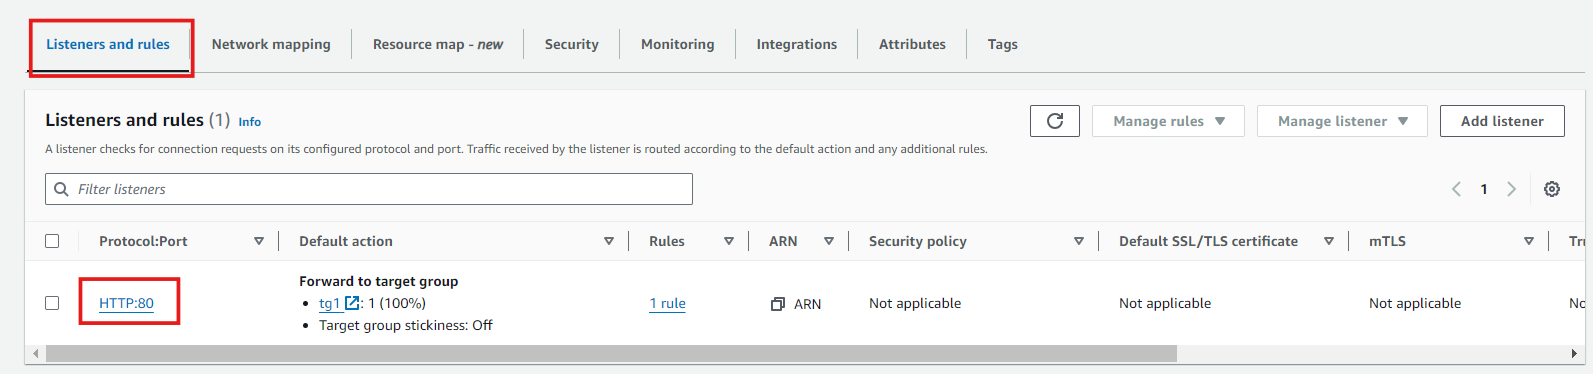 Listeners and rules Network mapping Resource map - new Security Monitoring Integrations Attributes Tags
Listeners and rules (1) Info
Manage rules Manage listener Add listener
A listener checks for connection requests on its configured protocol and port. Traffic received by the listener is routed according to the default action and any additional rules.
Filter listeners
1
Protocol:Port Default action Rules ARN Security policy Default SSL/TLS certificate mTLS
Forward to target group
HTTP:80 • tg1: 1 (100%) 1 rule ARN Not applicable Not applicable Not applicable
• Target group stickiness: Off